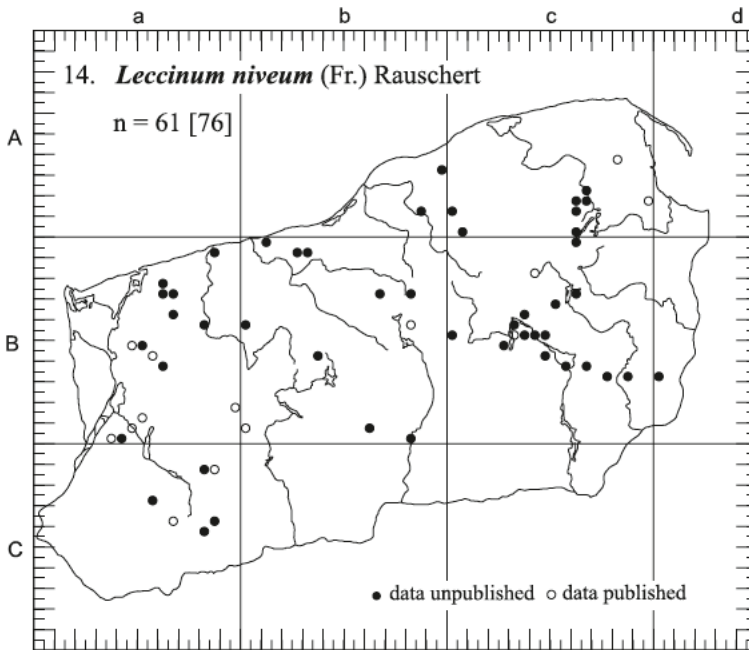 a b c d
14. Leccinum niveum (Fr.) Rauschert
n = 61 [76]
A
B
C
data unpublished data published